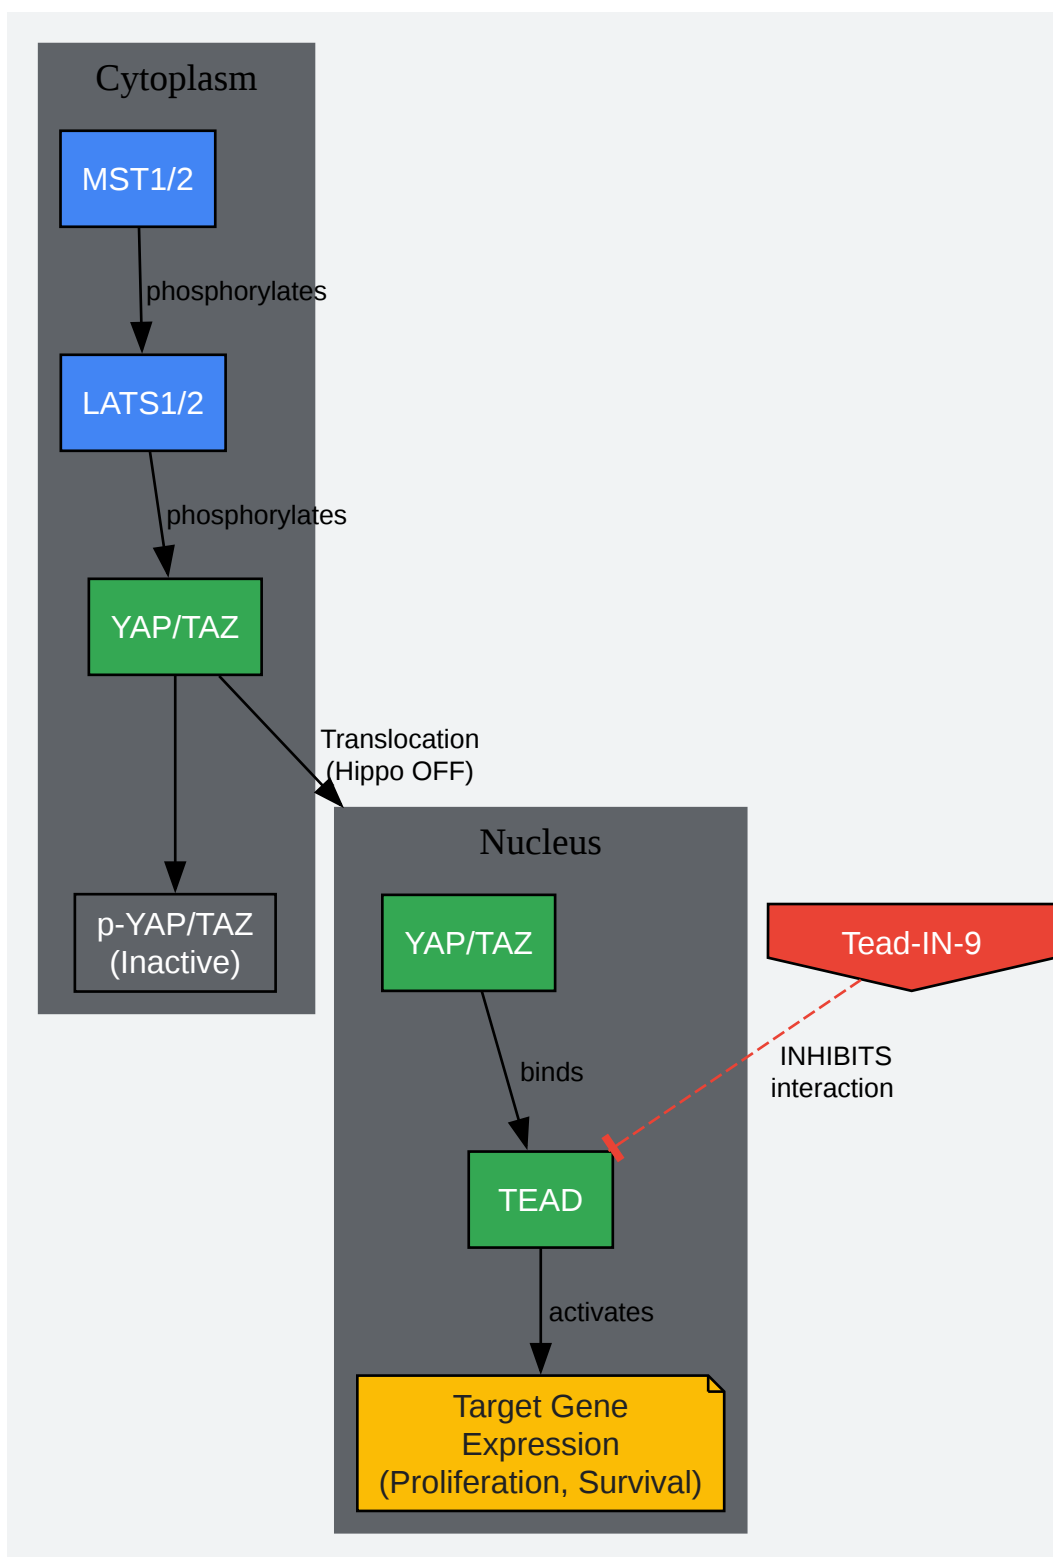 Cytoplasm
MST1/2
phosphorylates
LATS1/2
phosphorylates
YAP/TAZ
Translocation
(Hippo OFF)
p-YAP/TAZ
(Inactive)
Nucleus
YAP/TAZ
Tead-IN-9
binds
INHIBITS
interaction
TEAD
activates
Target Gene
Expression
(Proliferation, Survival)